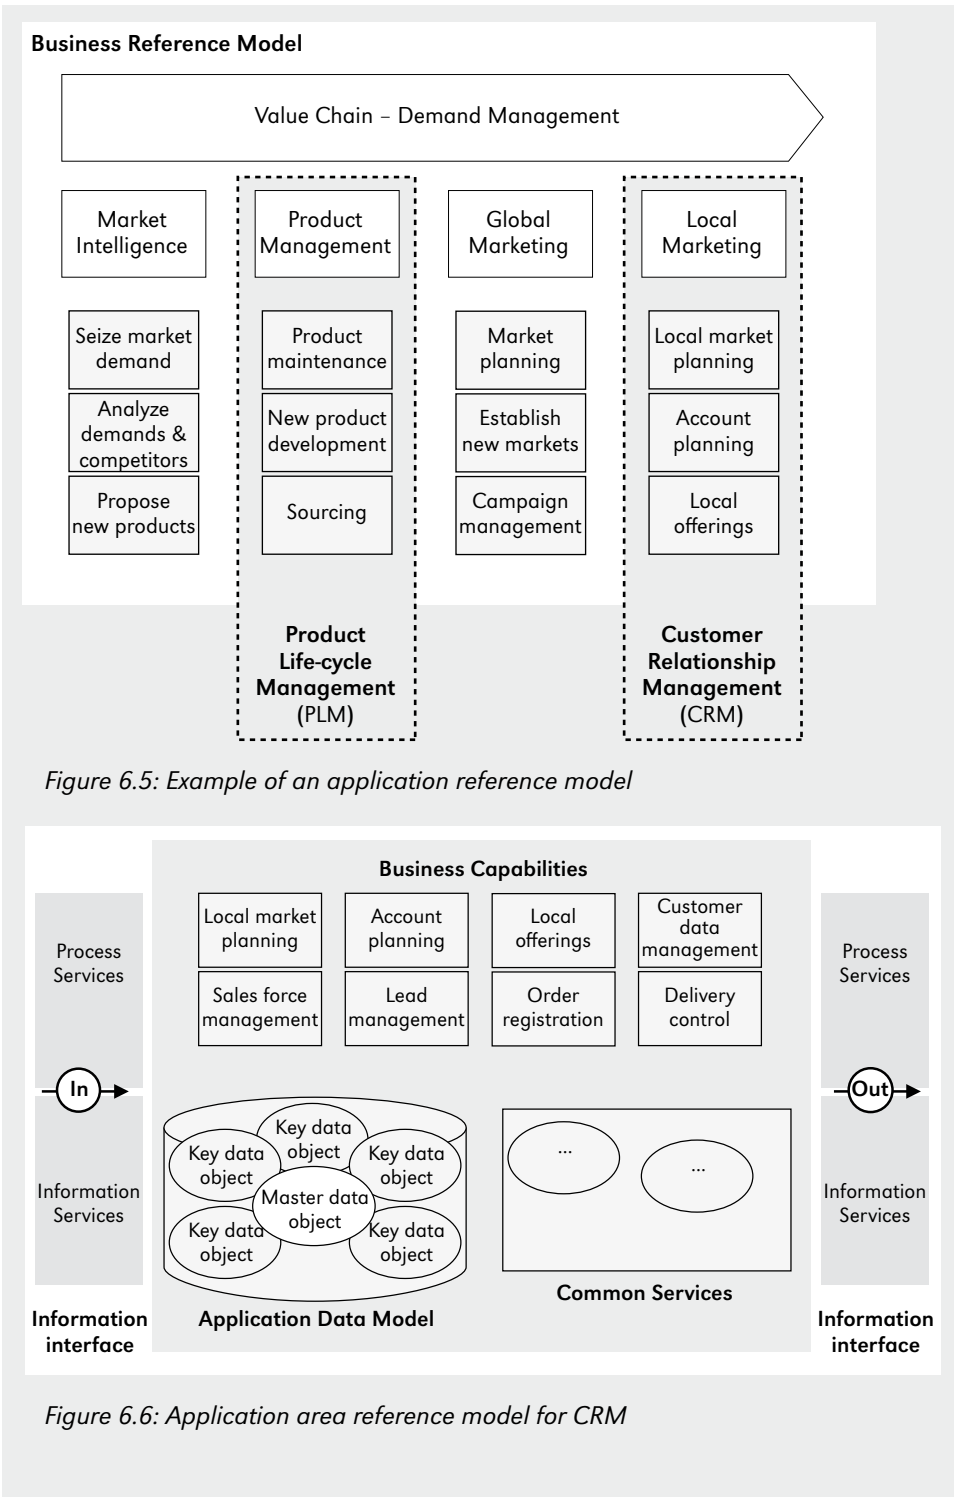 Business Reference Model
Value Chain – Demand Management
Market
Intelligence
Product
Management
Global
Marketing
Local
Marketing
Seize market
demand
Product
maintenance
Market
planning
Local market
planning
Analyze
demands &
competitors
New product
development
Establish
new markets
Account
planning
Propose
new products
Sourcing
Campaign
management
Local
offerings
Product
Life-cycle
Management
(PLM)
Customer
Relationship
Management
(CRM)
Figure 6.5: Example of an application reference model
Business Capabilities
Local market
planning
Account
planning
Local
offerings
Customer
data
management
Sales force
management
Lead
management
Order
registration
Delivery
control
Process
Services
In
Information
Services
Information
interface
Key data
object
Key data
object
Key data
object
Master data
object
Key data
object
Key data
object
Application Data Model
...
...
Common Services
Process
Services
Out
Information
Services
Information
interface
Figure 6.6: Application area reference model for CRM